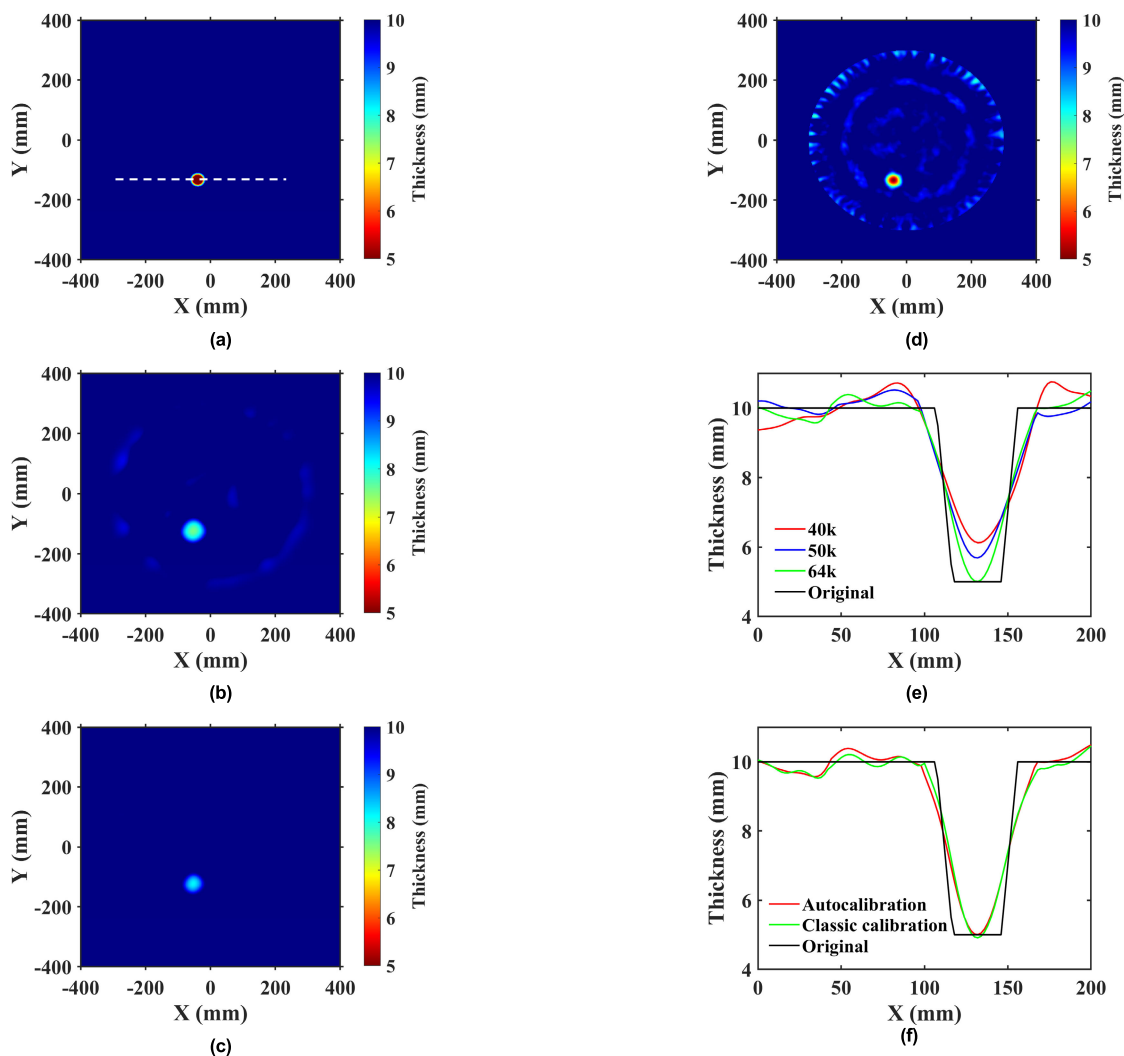 400
200
0
-200
-400
Y (mm)
-400 -200 0 200 400
X (mm)
10
9
8
7
6
5
Thickness (mm)
(a)
400
200
0
-200
-400
Y (mm)
-400 -200 0 200 400
X (mm)
10
9
8
7
6
5
Thickness (mm)
(d)
400
200
0
-200
-400
Y (mm)
-400 -200 0 200 400
X (mm)
10
9
8
7
6
5
Thickness (mm)
(b)
10
8
6
4
Thickness (mm)
40k
50k
64k
Original
0 50 100 150 200
X (mm)
(e)
400
200
0
-200
-400
Y (mm)
-400 -200 0 200 400
X (mm)
10
9
8
7
6
5
Thickness (mm)
(c)
10
8
6
4
Thickness (mm)
Autocalibration
Classic calibration
Original
0 50 100 150 200
X (mm)
(f)